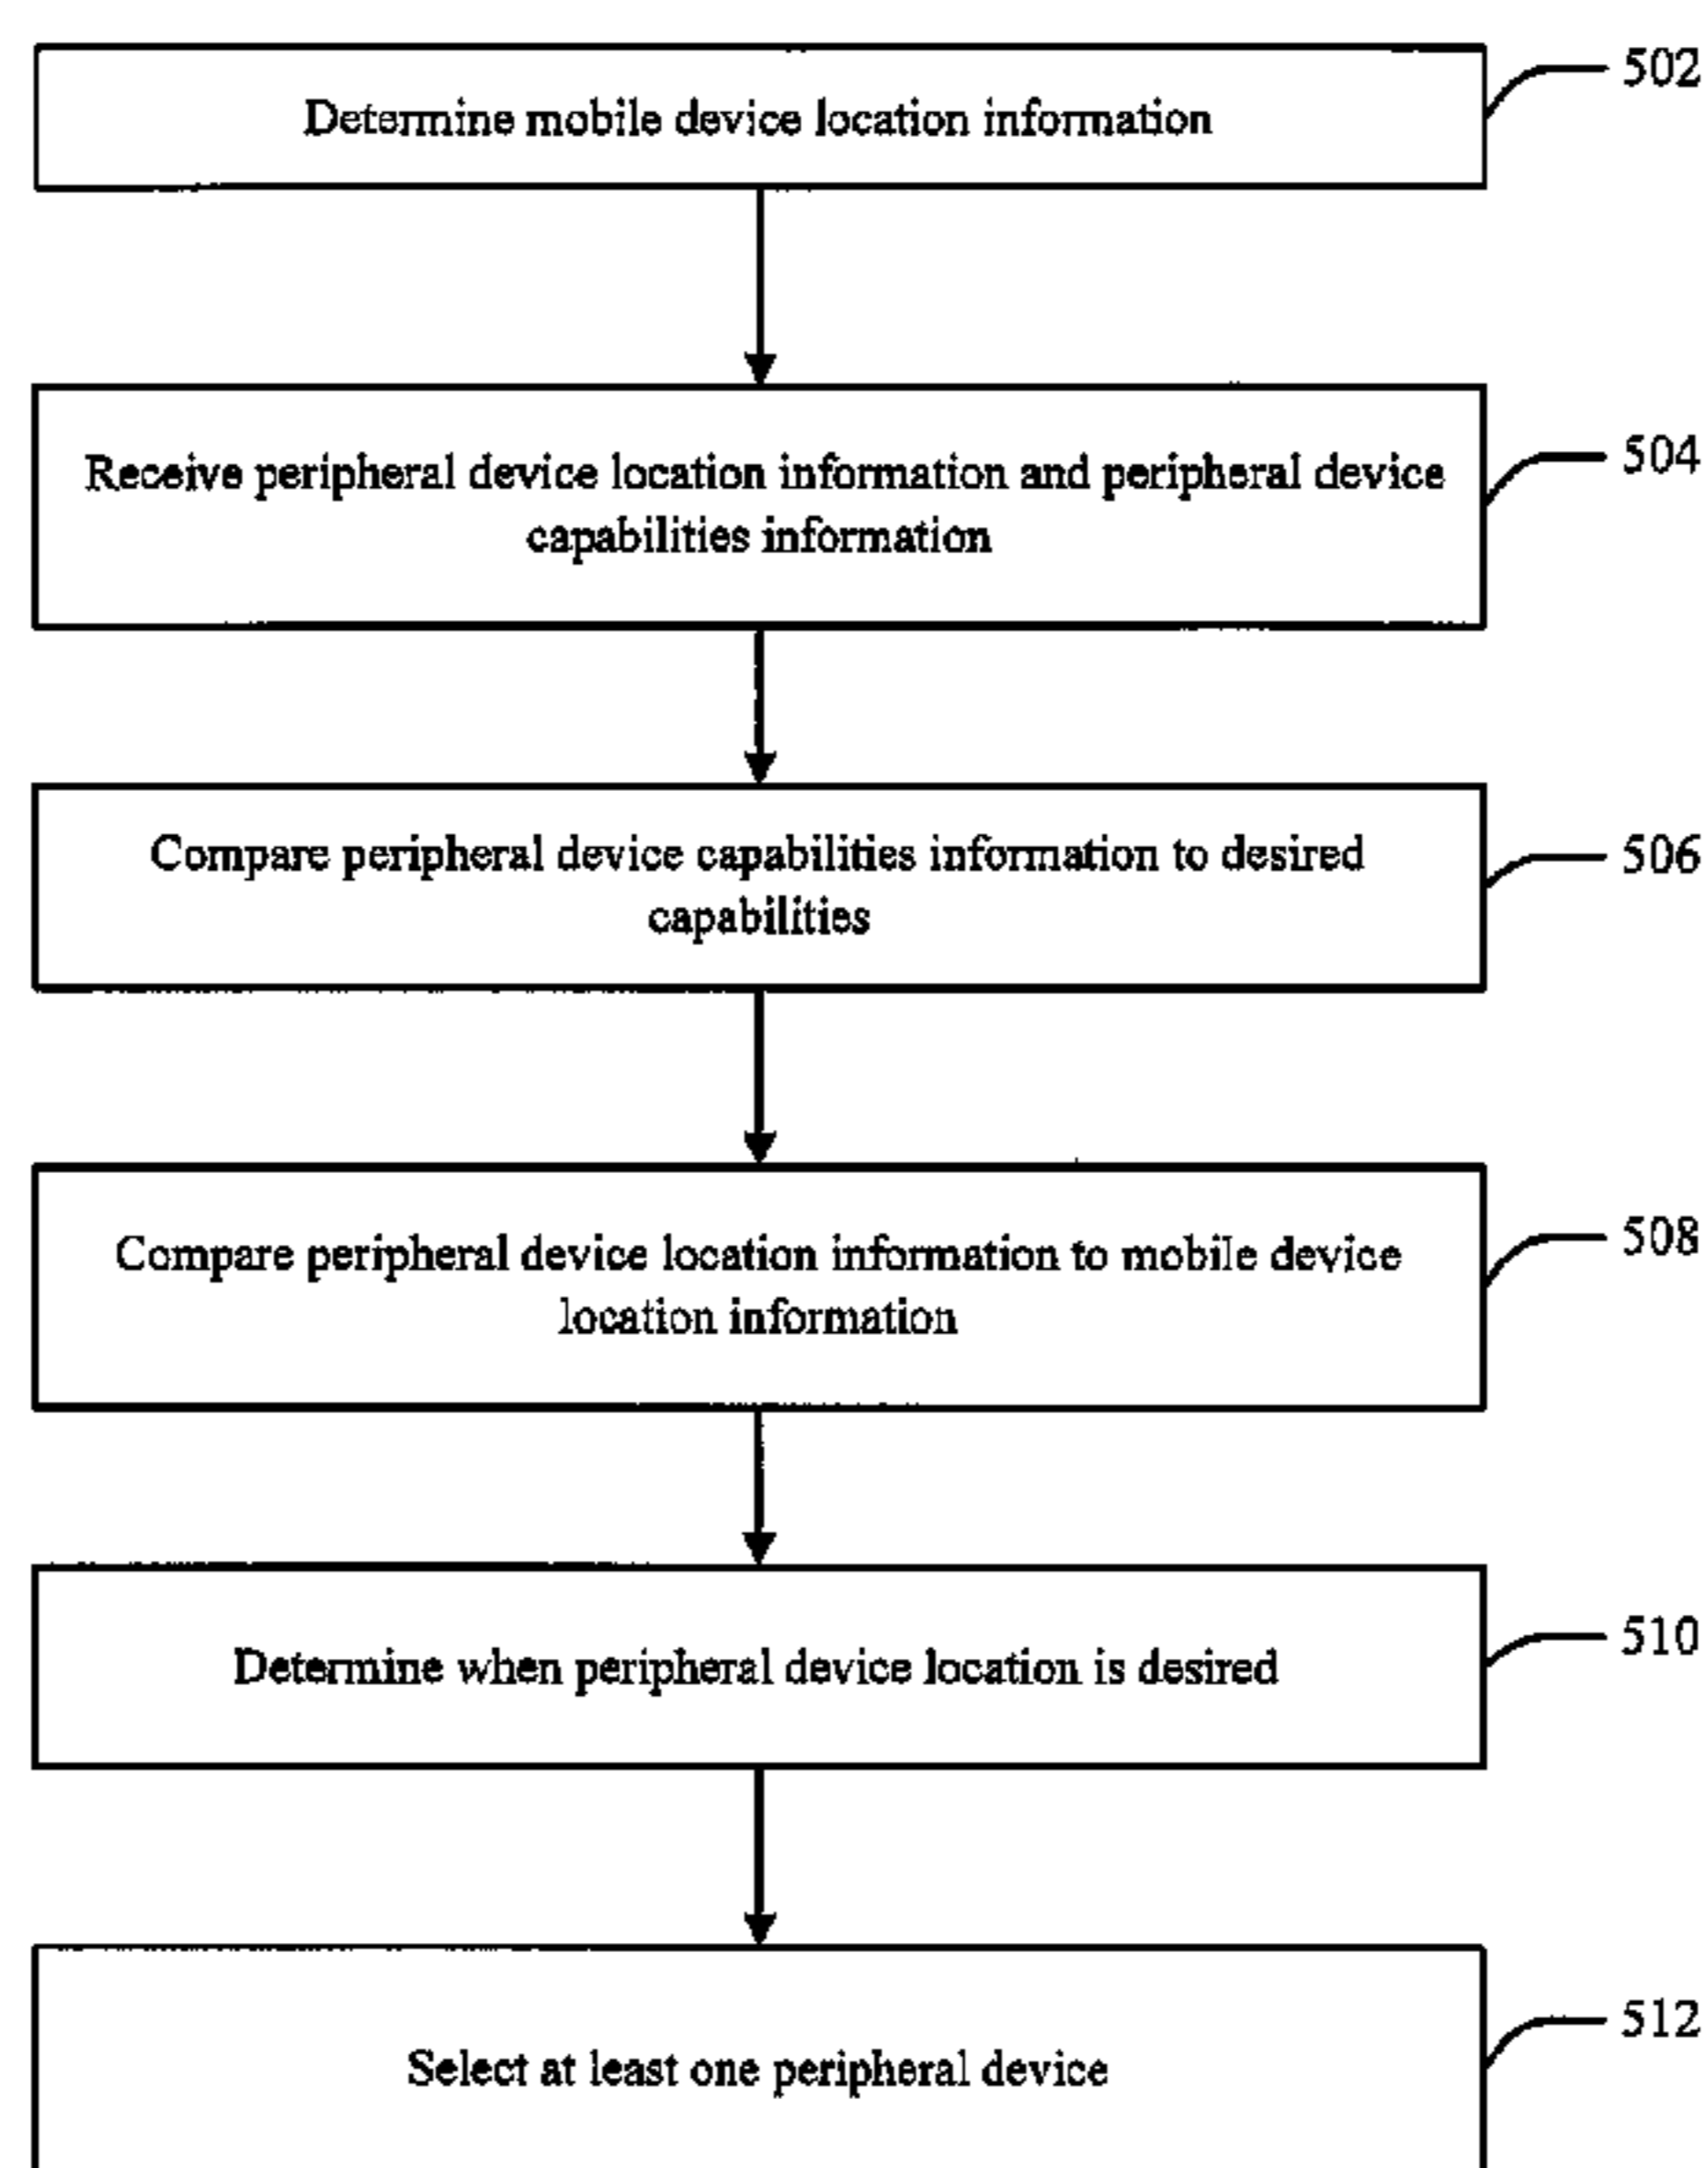 502
Determine mobile device location information
504
Receive peripheral device location information and peripheral device
capabilities information
506
Compare peripheral device capabilities information to desired
capabilities
508
Compare peripheral device location information to mobile device
location information
510
Determine when peripheral device location is desired
512
Select at least one peripheral device